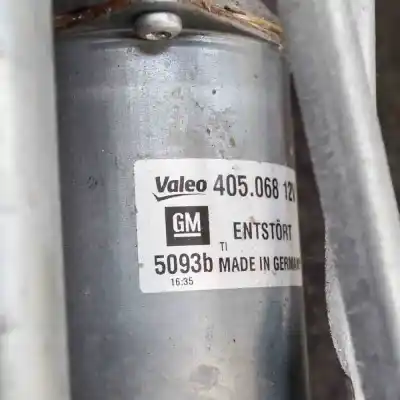 Valeo 405.068 12V
GM ENTSTÖRT
TI
5093b MADE IN GERMANY
16:35